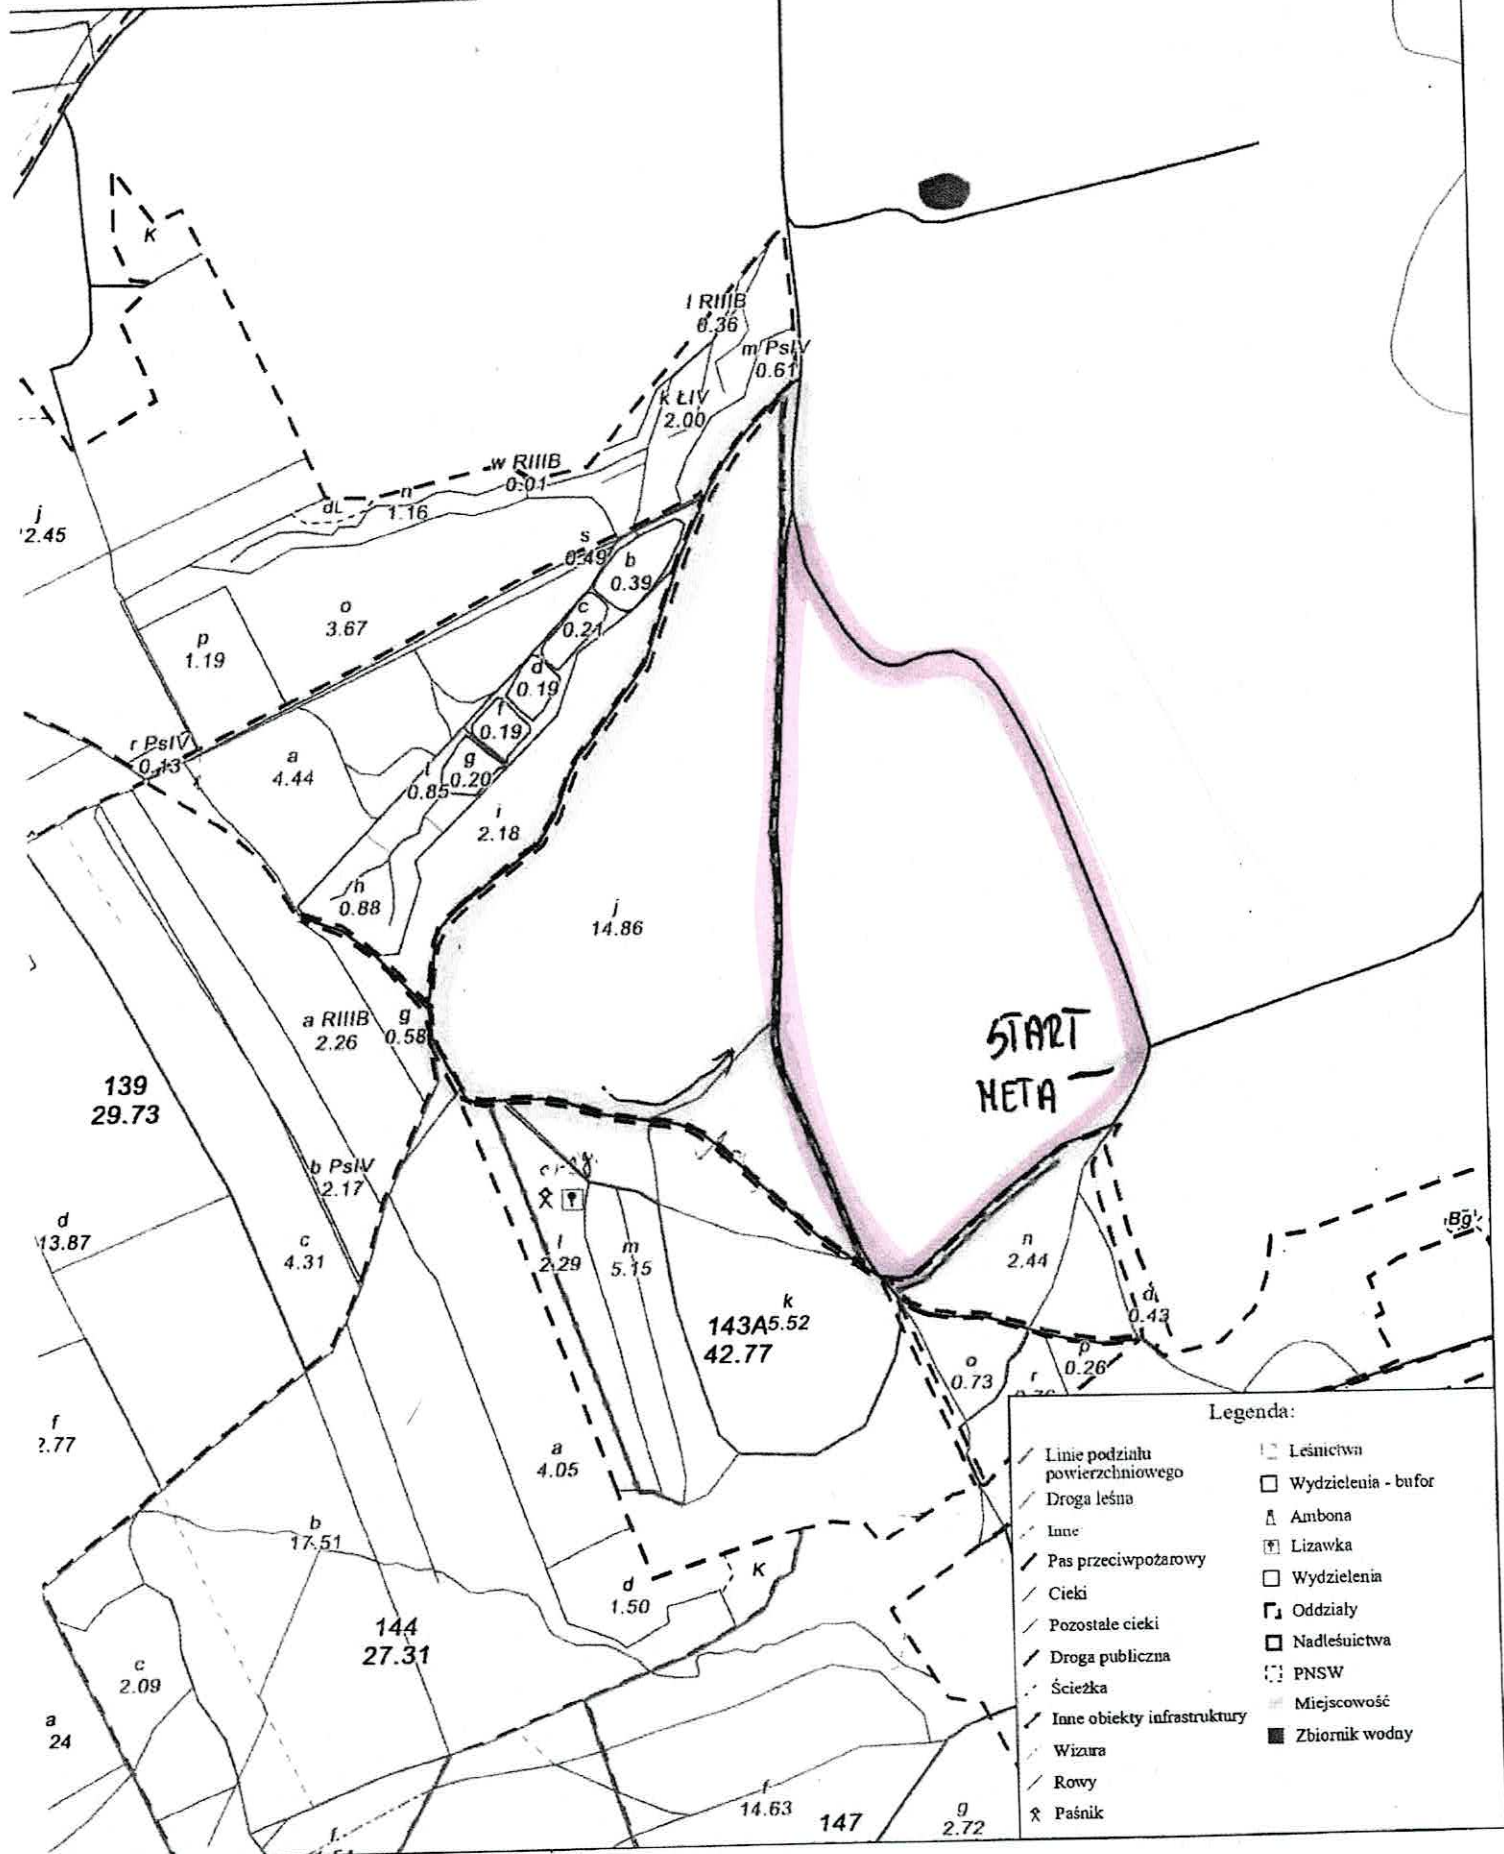 K
l RIIIB
0.36
m PsIV
0.61
k ŁIV
2.00
w RIIIB
0.01
n
1.16
dL
j
2.45
s
0.49
b
0.39
c
0.21
o
3.67
p
1.19
d
0.19
f
0.19
r PsIV
0.13
a
4.44
g
0.20
0.85
i
2.18
h
0.88
j
14.86
a RIIIB
2.26
g
0.58
START
META
139
29.73
b PsIV
2.17
d
13.87
c
4.31
l
2.29
m
5.15
n
2.44
Bg
k
143A 5.52
42.77
d
0.43
o
0.73
p
0.26
r
f
2.77
a
4.05
b
17.51
K
d
1.50
144
27.31
c
2.09
a
24
f
14.63
147
g
2.72
Legenda:
Linie podziału
powierzchniowego
Droga leśna
Inne
Pas przeciwpożarowy
Cieki
Pozostałe cieki
Droga publiczna
Ścieżka
Inne obiekty infrastruktury
Wizura
Rowy
Paśnik
Leśnictwa
Wydzielenia - bufor
Ambona
Lizawka
Wydzielenia
Oddziały
Nadleśnictwa
PNSW
Miejscowość
Zbiornik wodny